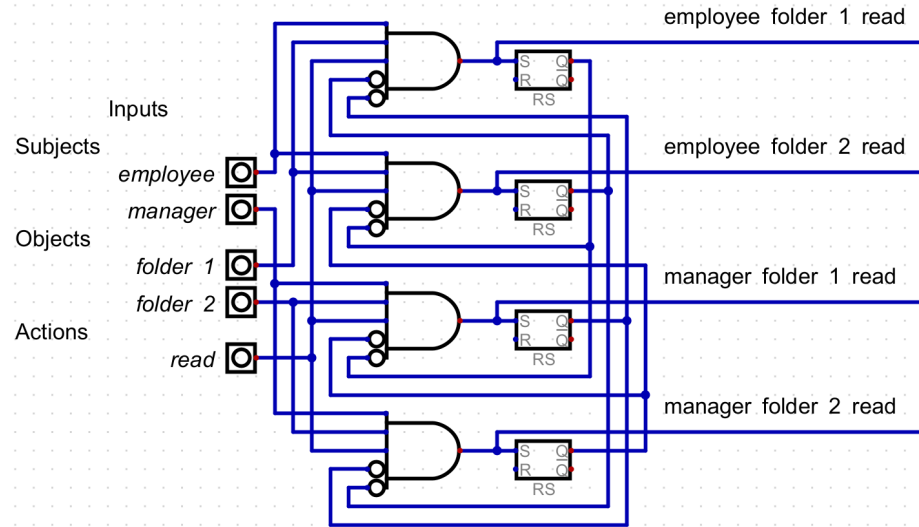 employee folder 1 read
S Q
R Q
RS
Inputs
Subjects
employee folder 2 read
employee
S Q
R Q
RS
manager
Objects
folder 1
manager folder 1 read
folder 2
S Q
R Q
RS
Actions
read
manager folder 2 read
S Q
R Q
RS